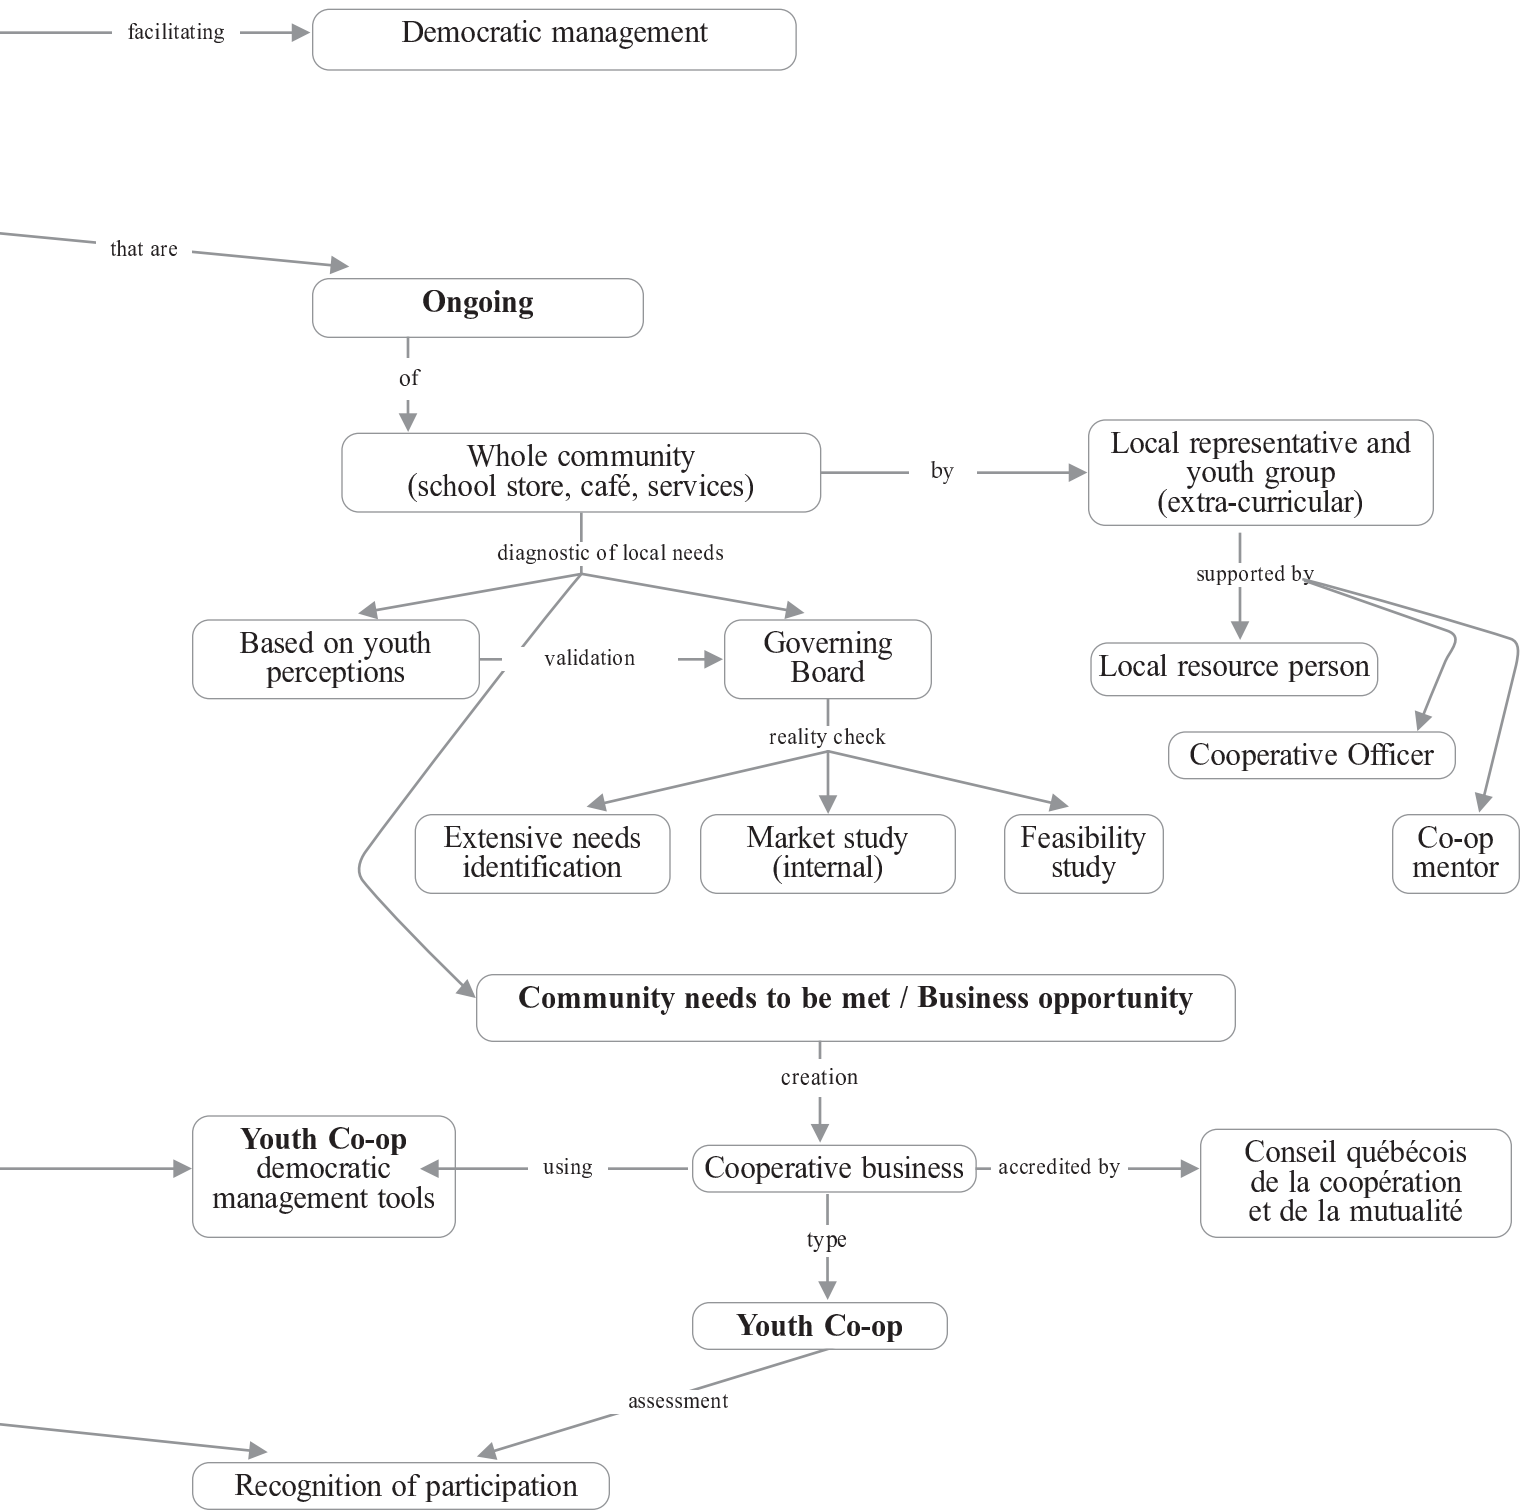 facilitating
Democratic management
that are
Ongoing
of
Whole community
(school store, café, services)
by
Local representative and
youth group
(extra-curricular)
diagnostic of local needs
supported by
Based on youth
perceptions
validation
Governing
Board
Local resource person
reality check
Cooperative Officer
Extensive needs
identification
Market study
(internal)
Feasibility
study
Co-op
mentor
Community needs to be met / Business opportunity
creation
Youth Co-op
democratic
management tools
using
Cooperative business
accredited by
Conseil québécois
de la coopération
et de la mutualité
type
Youth Co-op
assessment
Recognition of participation